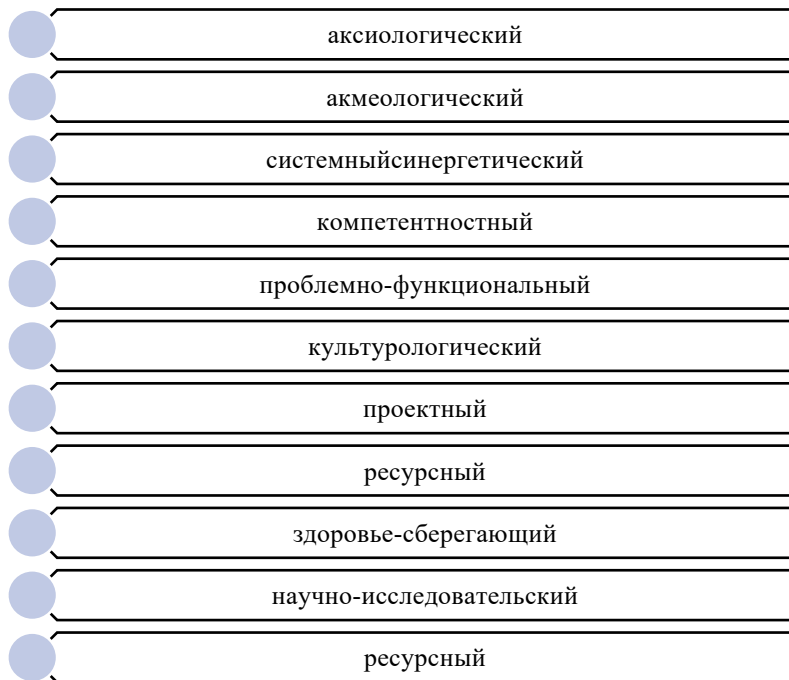 аксиологический
акмеологический
системныйсинергетический
компетентностный
проблемно-функциональный
культурологический
проектный
ресурсный
здоровье-сберегающий
научно-исследовательский
ресурсный